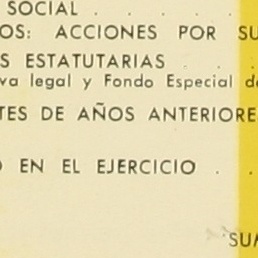 SOCIAL . . . .
OS: ACCIONES POR SU
S ESTATUTARIAS . . .
va legal y Fondo Especial de
TES DE AÑOS ANTERIORE
O EN EL EJERCICIO . .
SUM